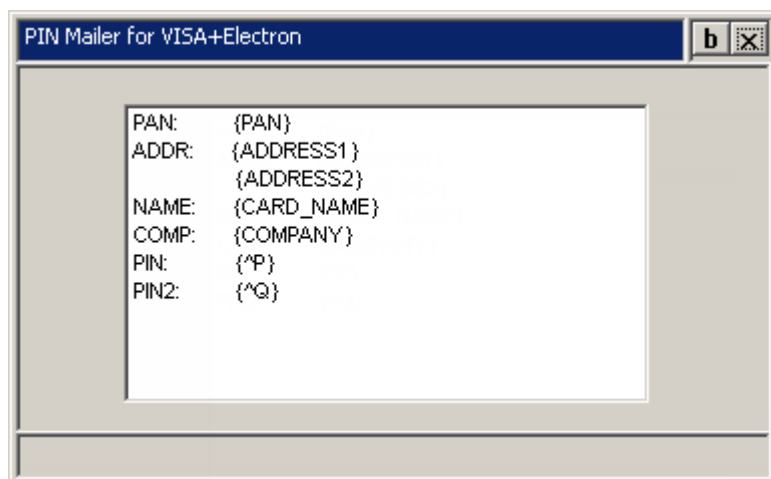 PIN Mailer for VISA+Electron b
PAN: {PAN}
ADDR: {ADDRESS1}
{ADDRESS2}
NAME: {CARD_NAME}
COMP: {COMPANY}
PIN: {^P}
PIN2: {^Q}